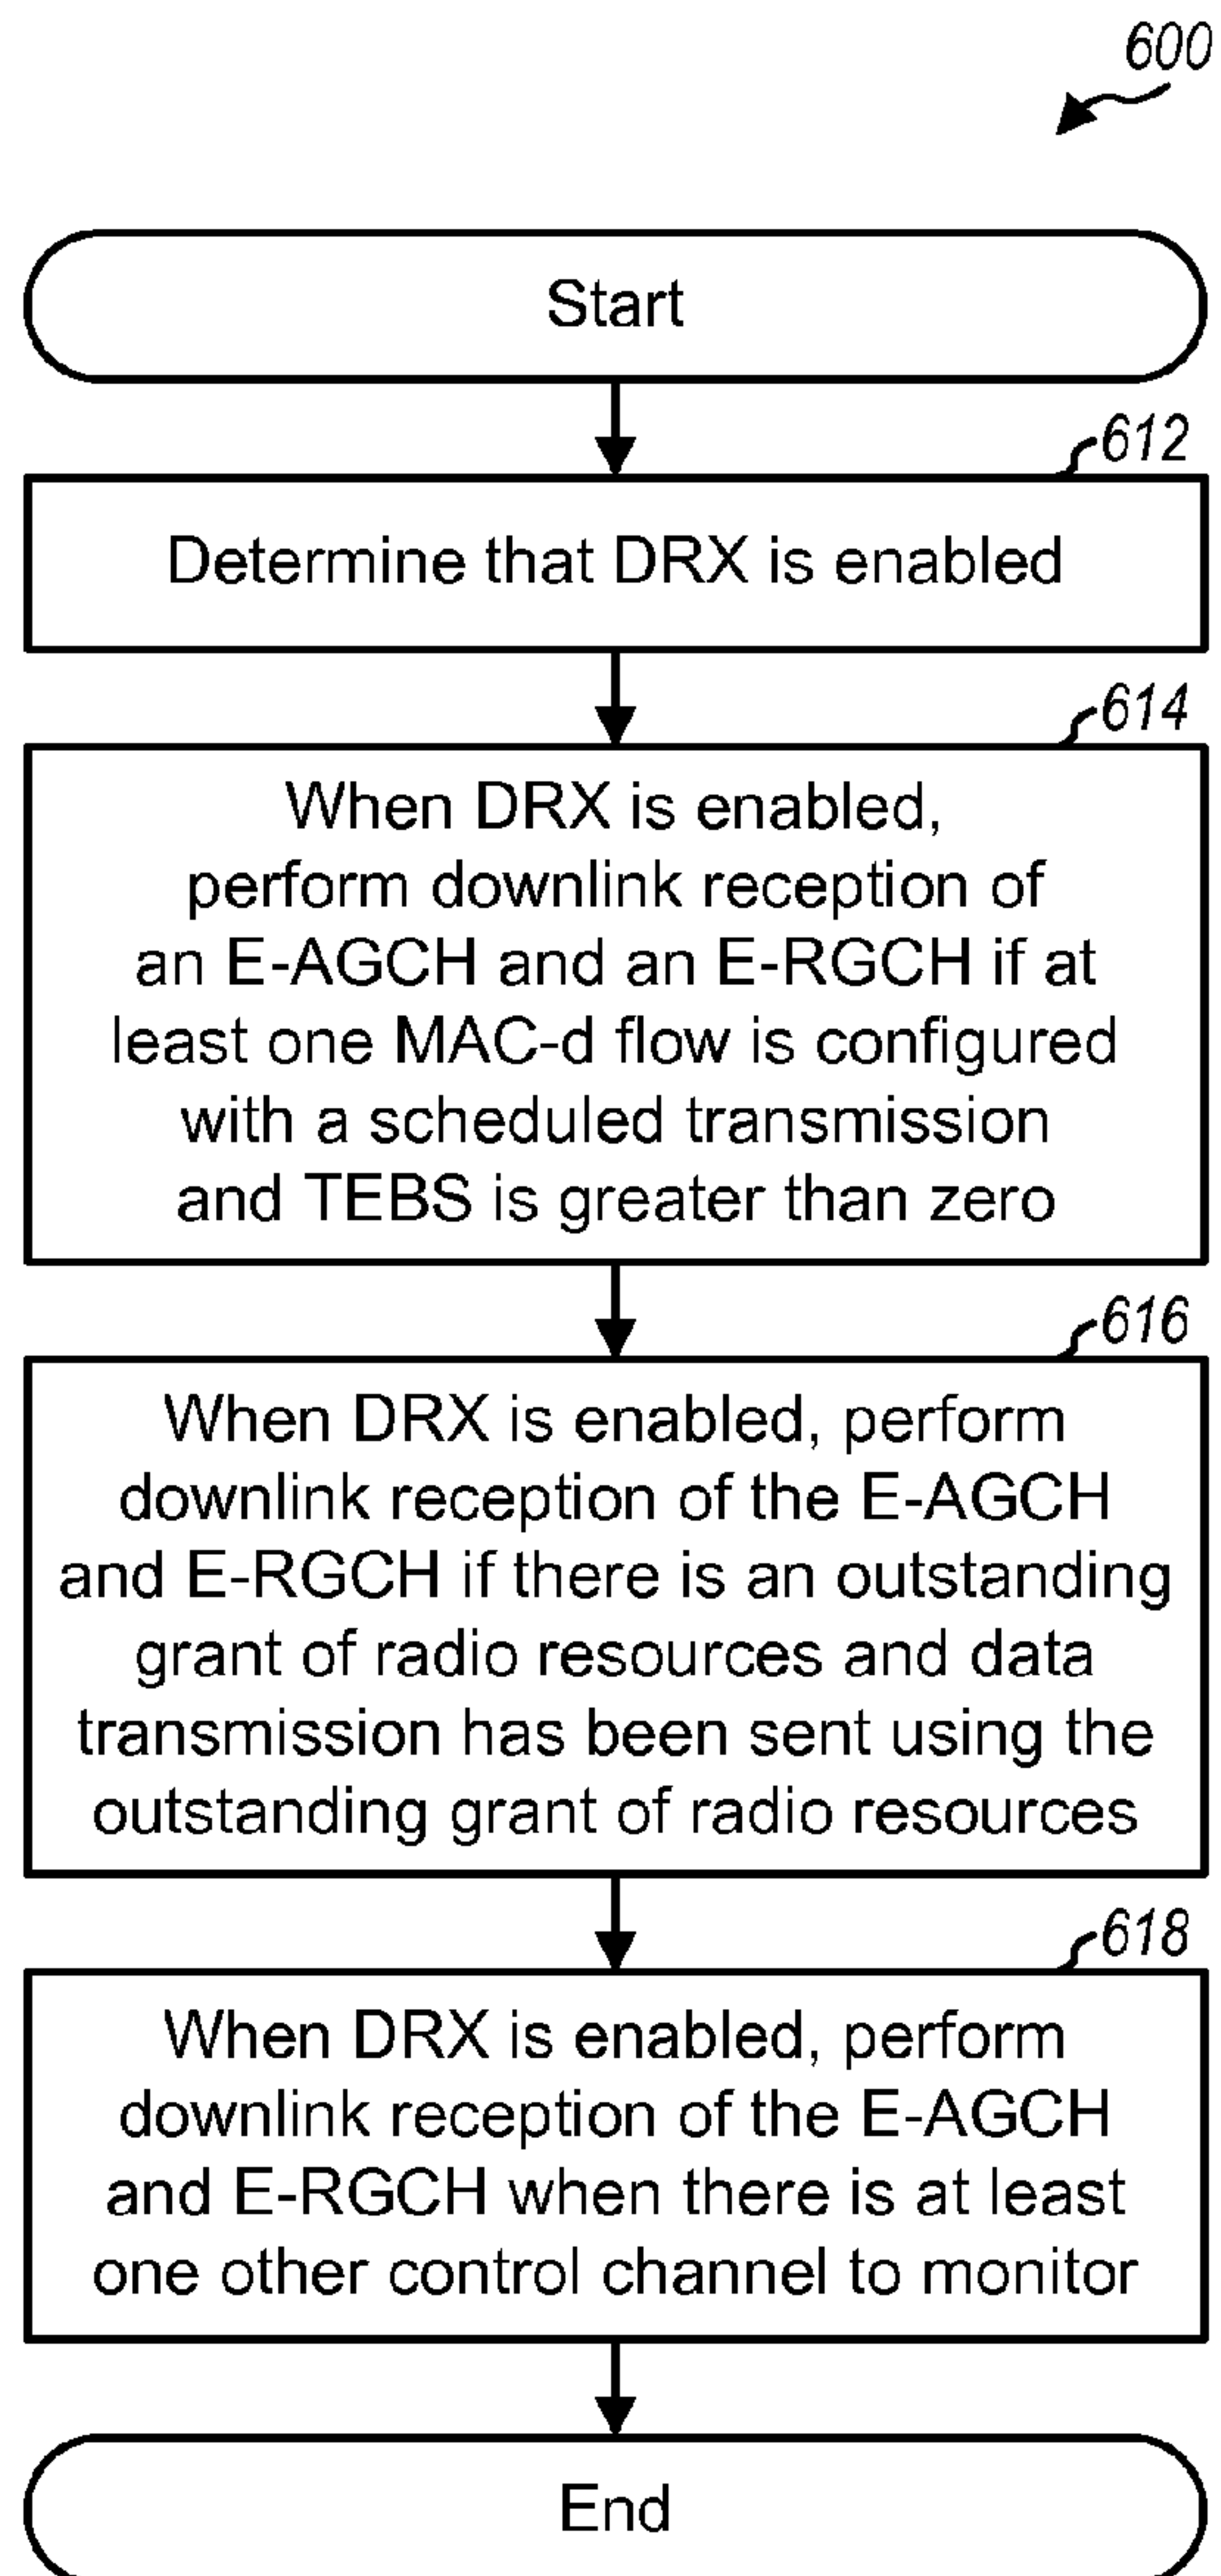 600
Start
612
Determine that DRX is enabled
614
When DRX is enabled,
perform downlink reception of
an E-AGCH and an E-RGCH if at
least one MAC-d flow is configured
with a scheduled transmission
and TEBS is greater than zero
616
When DRX is enabled, perform
downlink reception of the E-AGCH
and E-RGCH if there is an outstanding
grant of radio resources and data
transmission has been sent using the
outstanding grant of radio resources
618
When DRX is enabled, perform
downlink reception of the E-AGCH
and E-RGCH when there is at least
one other control channel to monitor
End